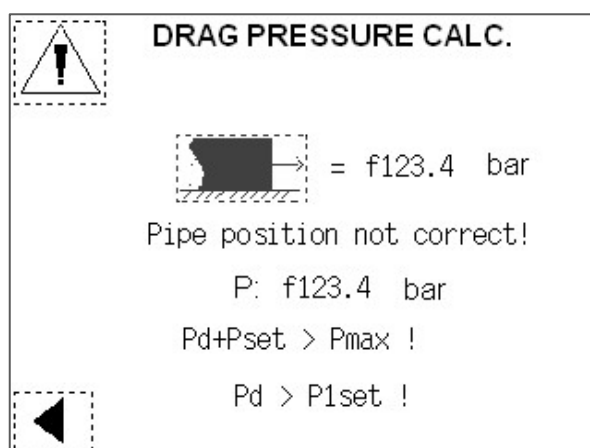 DRAG PRESSURE CALC.
= f123.4 bar
Pipe position not correct!
P: f123.4 bar
Pd+Pset > Pmax !
Pd > P1set !